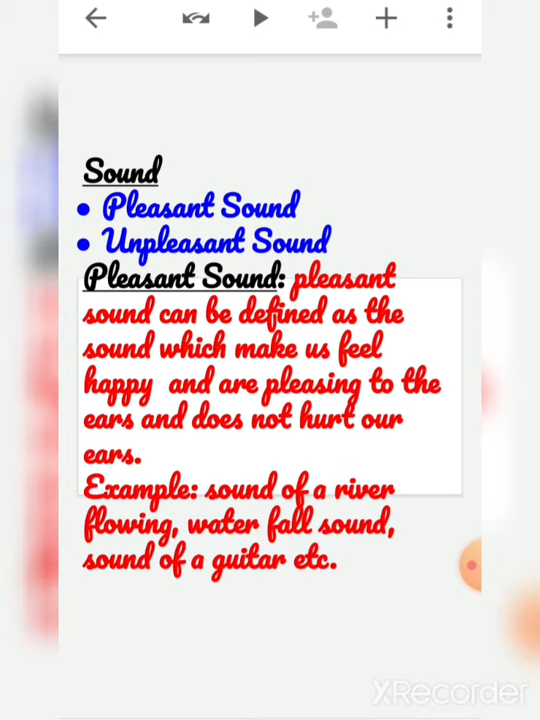 Sound
• Pleasant Sound
• Unpleasant Sound
Pleasant Sound: pleasant
sound can be defined as the
sound which make us feel
happy and are pleasing to the
ears and does not hurt our
ears.
Example: sound of a river
flowing, water fall sound,
sound of a guitar etc.
XRecorder